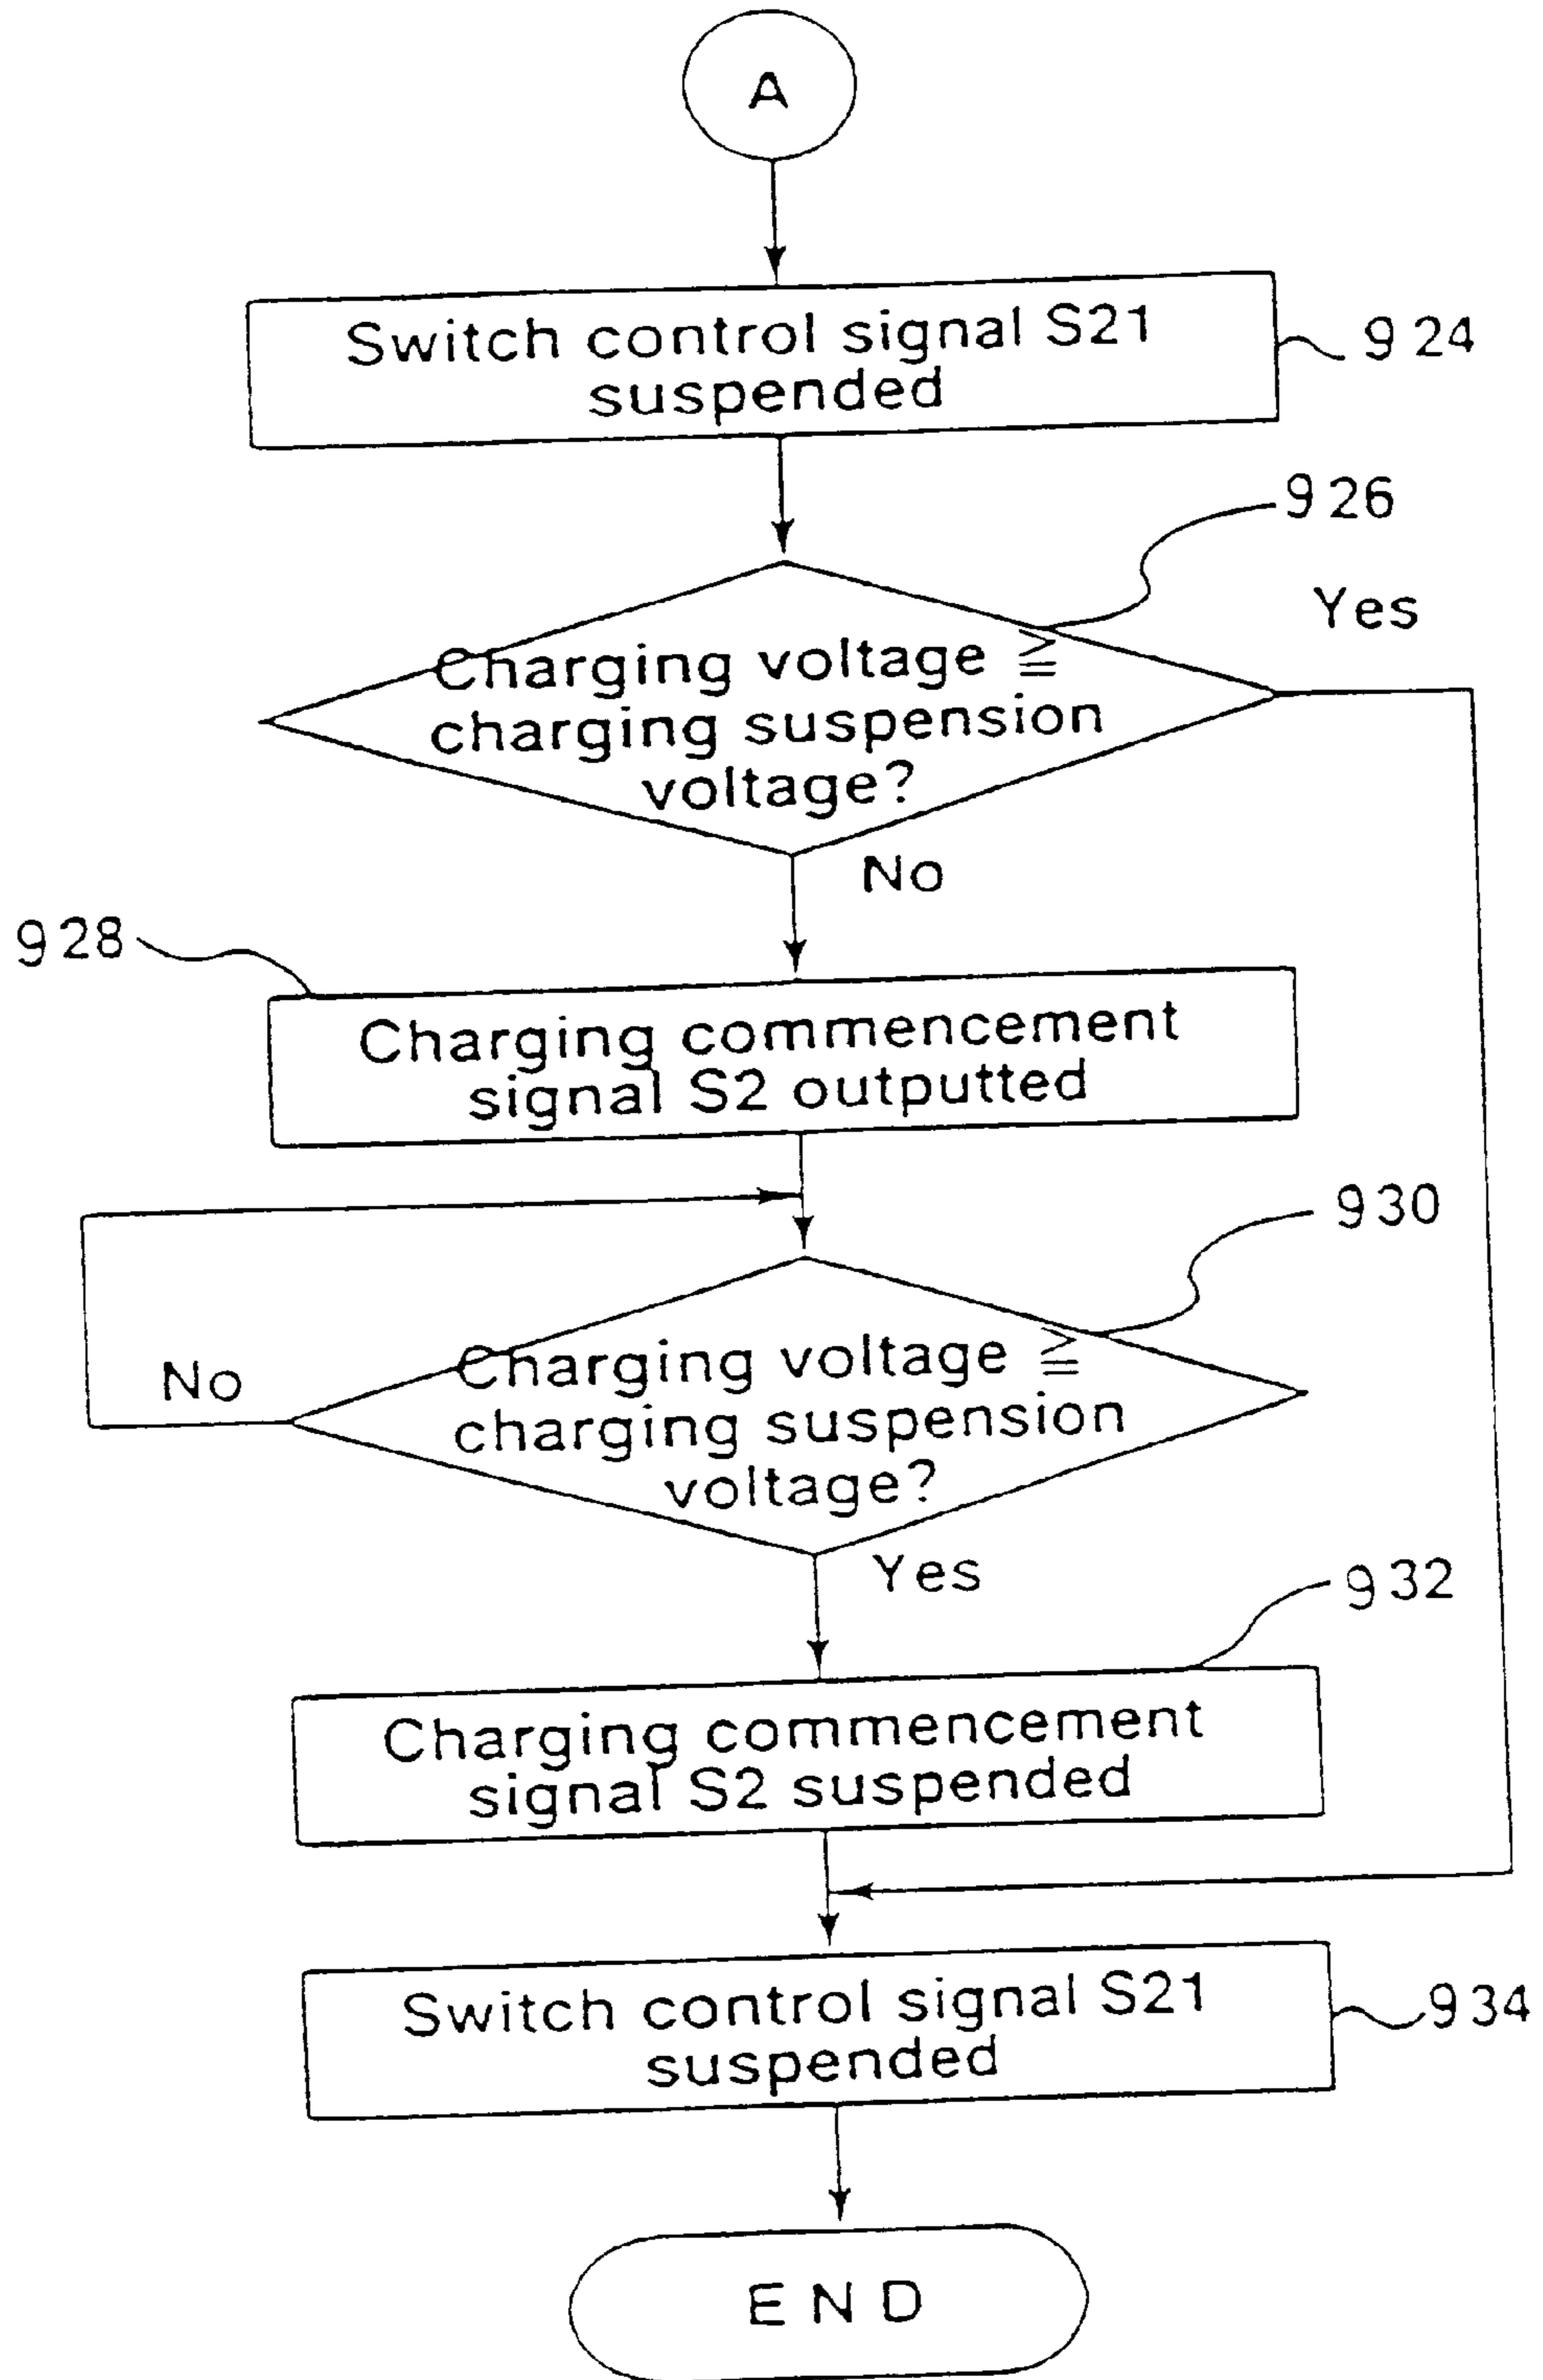 A
Switch control signal S21
suspended
924
926
Yes
Charging voltage ≧
charging suspension
voltage?
No
928
Charging commencement
signal S2 outputted
930
No
Charging voltage ≧
charging suspension
voltage?
Yes
932
Charging commencement
signal S2 suspended
Switch control signal S21
suspended
934
END